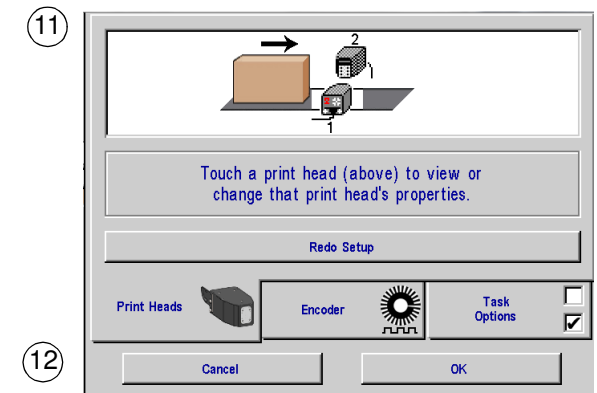 11
2
1
Touch a print head (above) to view or
change that print head's properties.
Redo Setup
Print Heads
Encoder
Task
Options
12
Cancel
OK